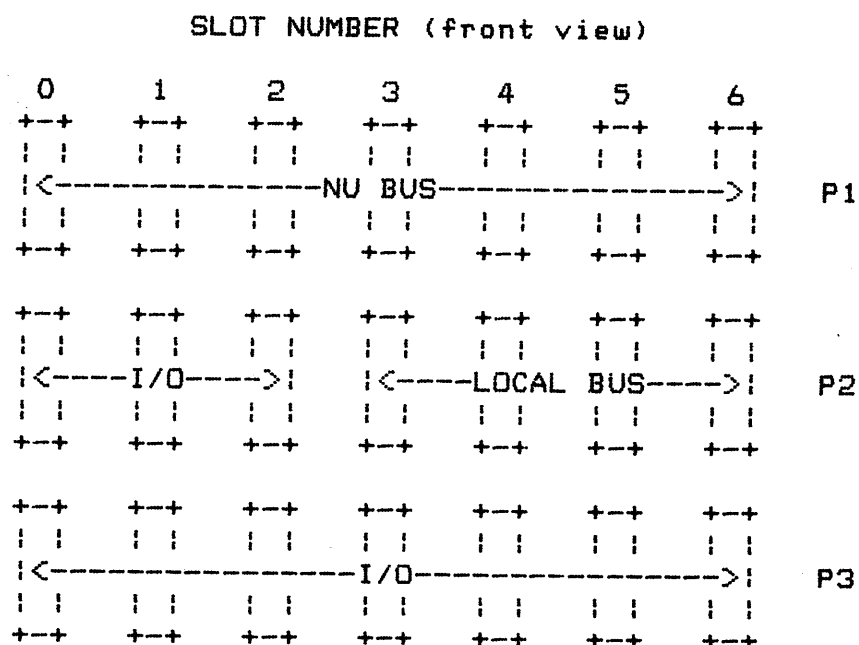 SLOT NUMBER (front view)
0 1 2 3 4 5 6
+-+ +-+ +-+ +-+ +-+ +-+ +-+
¦ ¦ ¦ ¦ ¦ ¦ ¦ ¦ ¦ ¦ ¦ ¦ ¦ ¦
¦<----------------NU BUS---------------->¦ P1
¦ ¦ ¦ ¦ ¦ ¦ ¦ ¦ ¦ ¦ ¦ ¦ ¦ ¦
+-+ +-+ +-+ +-+ +-+ +-+ +-+
+-+ +-+ +-+ +-+ +-+ +-+ +-+
¦ ¦ ¦ ¦ ¦ ¦ ¦ ¦ ¦ ¦ ¦ ¦ ¦ ¦
¦<-----I/O----->¦ ¦<-----LOCAL BUS----->¦ P2
¦ ¦ ¦ ¦ ¦ ¦ ¦ ¦ ¦ ¦ ¦ ¦ ¦ ¦
+-+ +-+ +-+ +-+ +-+ +-+ +-+
+-+ +-+ +-+ +-+ +-+ +-+ +-+
¦ ¦ ¦ ¦ ¦ ¦ ¦ ¦ ¦ ¦ ¦ ¦ ¦ ¦
¦<------------------I/O------------------>¦ P3
¦ ¦ ¦ ¦ ¦ ¦ ¦ ¦ ¦ ¦ ¦ ¦ ¦ ¦
+-+ +-+ +-+ +-+ +-+ +-+ +-+